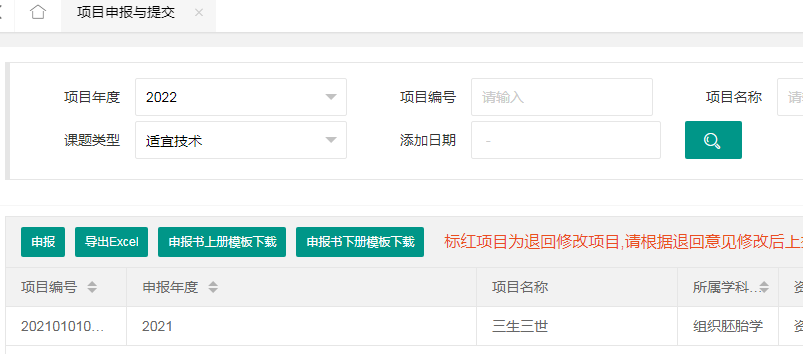 项目申报与提交 ×
项目年度 2022 项目编号 请输入 项目名称
课题类型 适宜技术 添加日期 -
申报 导出Excel 申报书上册模板下载 申报书下册模板下载 标红项目为退回修改项目,请根据退回意见修改后上
项目编号 申报年度 项目名称 所属学科...
202101010... 2021 三生三世 组织胚胎学